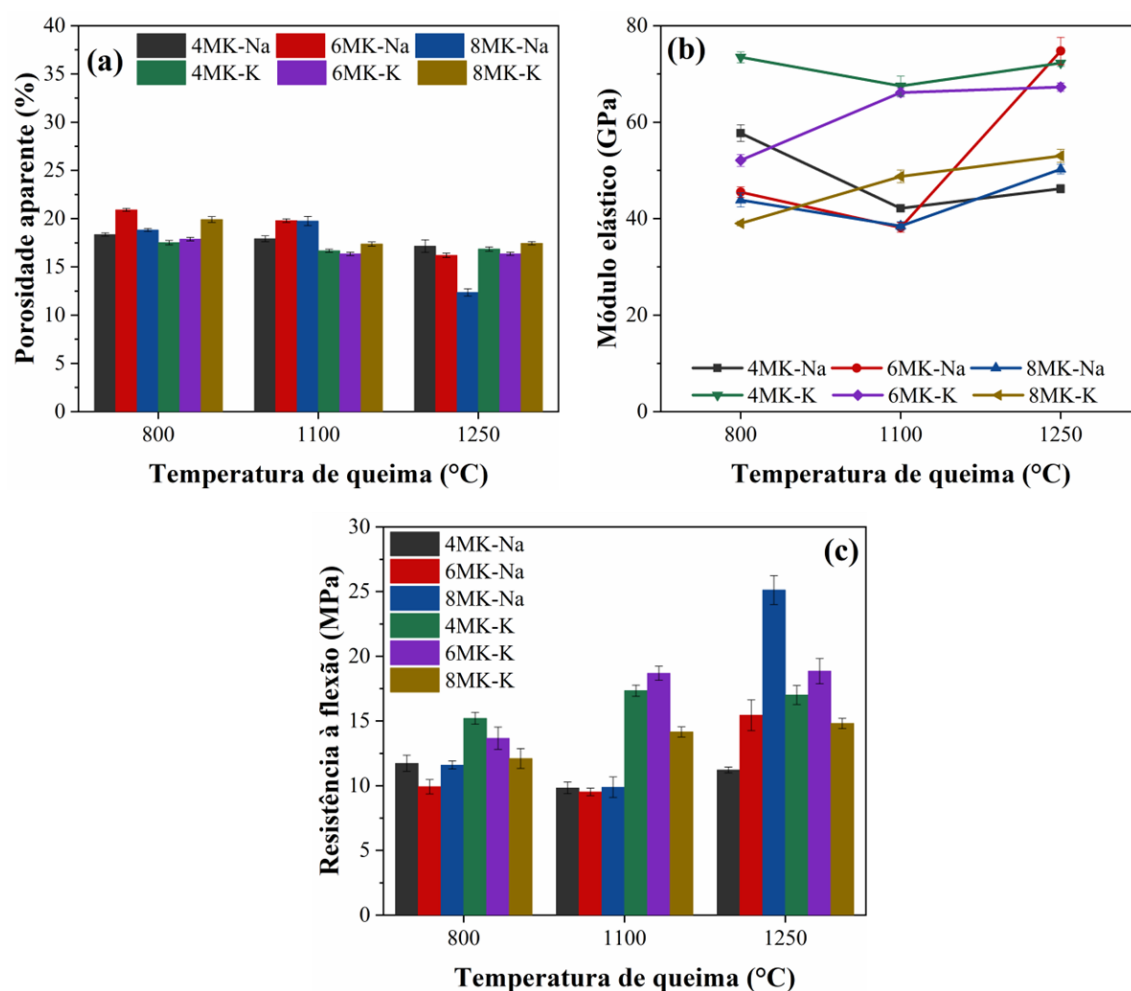 (a)
4MK-Na 6MK-Na 8MK-Na
4MK-K 6MK-K 8MK-K
Porosidade aparente (%)
40
35
30
25
20
15
10
5
0
800 1100 1250
Temperatura de queima (°C)
(b)
Módulo elástico (GPa)
80
60
40
20
0
4MK-Na 6MK-Na 8MK-Na
4MK-K 6MK-K 8MK-K
800 1100 1250
Temperatura de queima (°C)
(c)
4MK-Na
6MK-Na
8MK-Na
4MK-K
6MK-K
8MK-K
Resistência à flexão (MPa)
30
25
20
15
10
5
0
800 1100 1250
Temperatura de queima (°C)